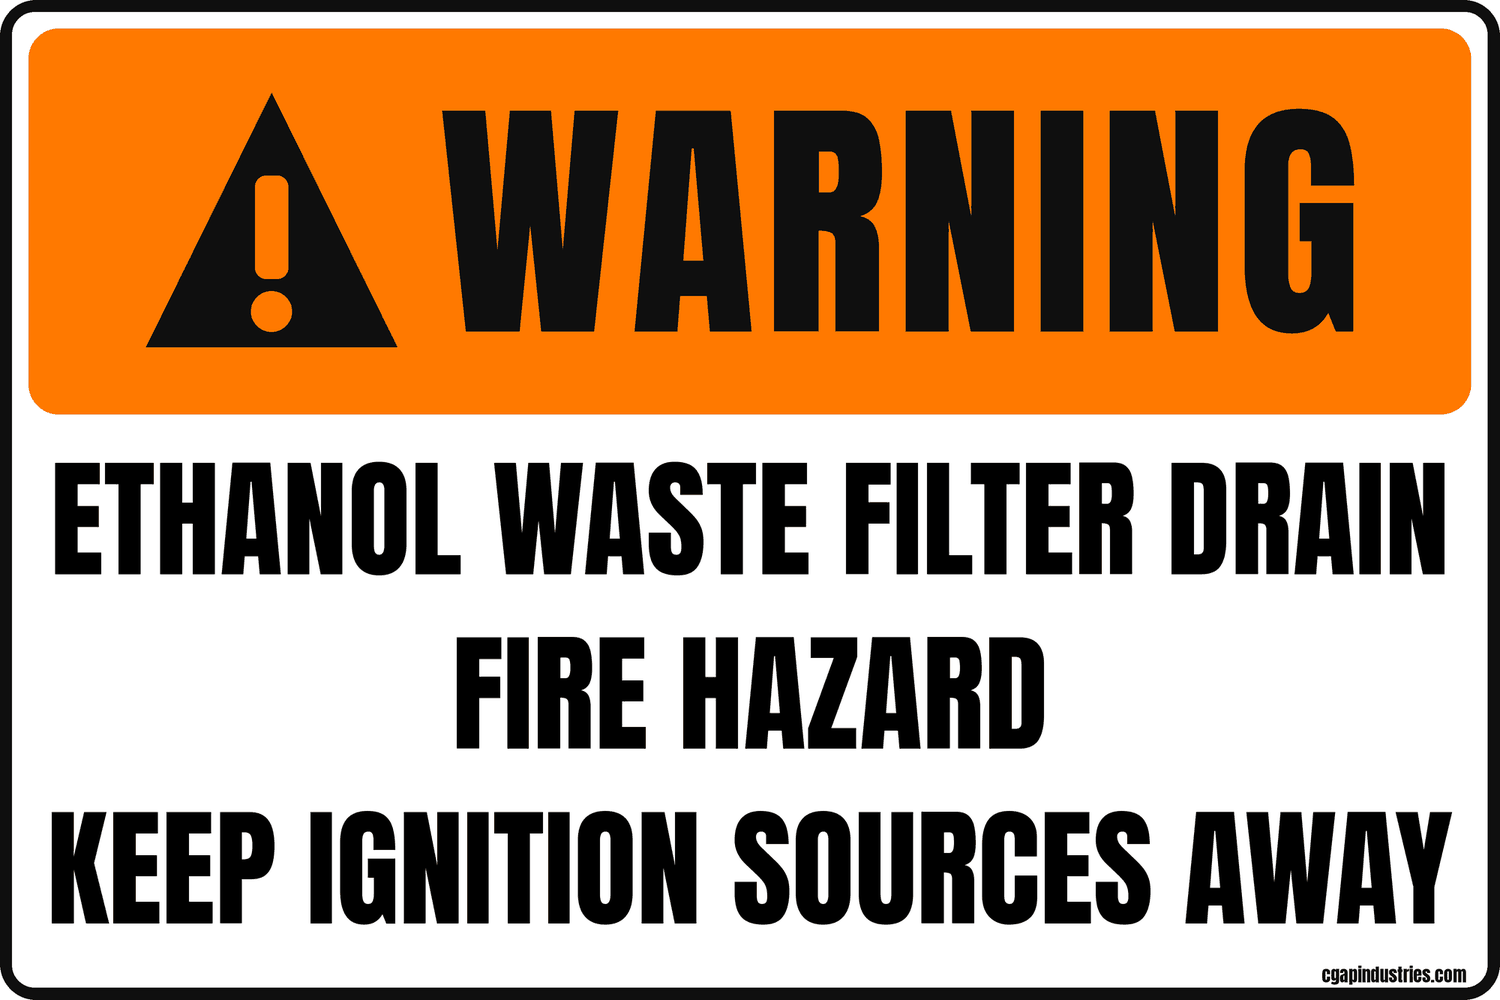 WARNING
ETHANOL WASTE FILTER DRAIN
FIRE HAZARD
KEEP IGNITION SOURCES AWAY
cgapindustries.com